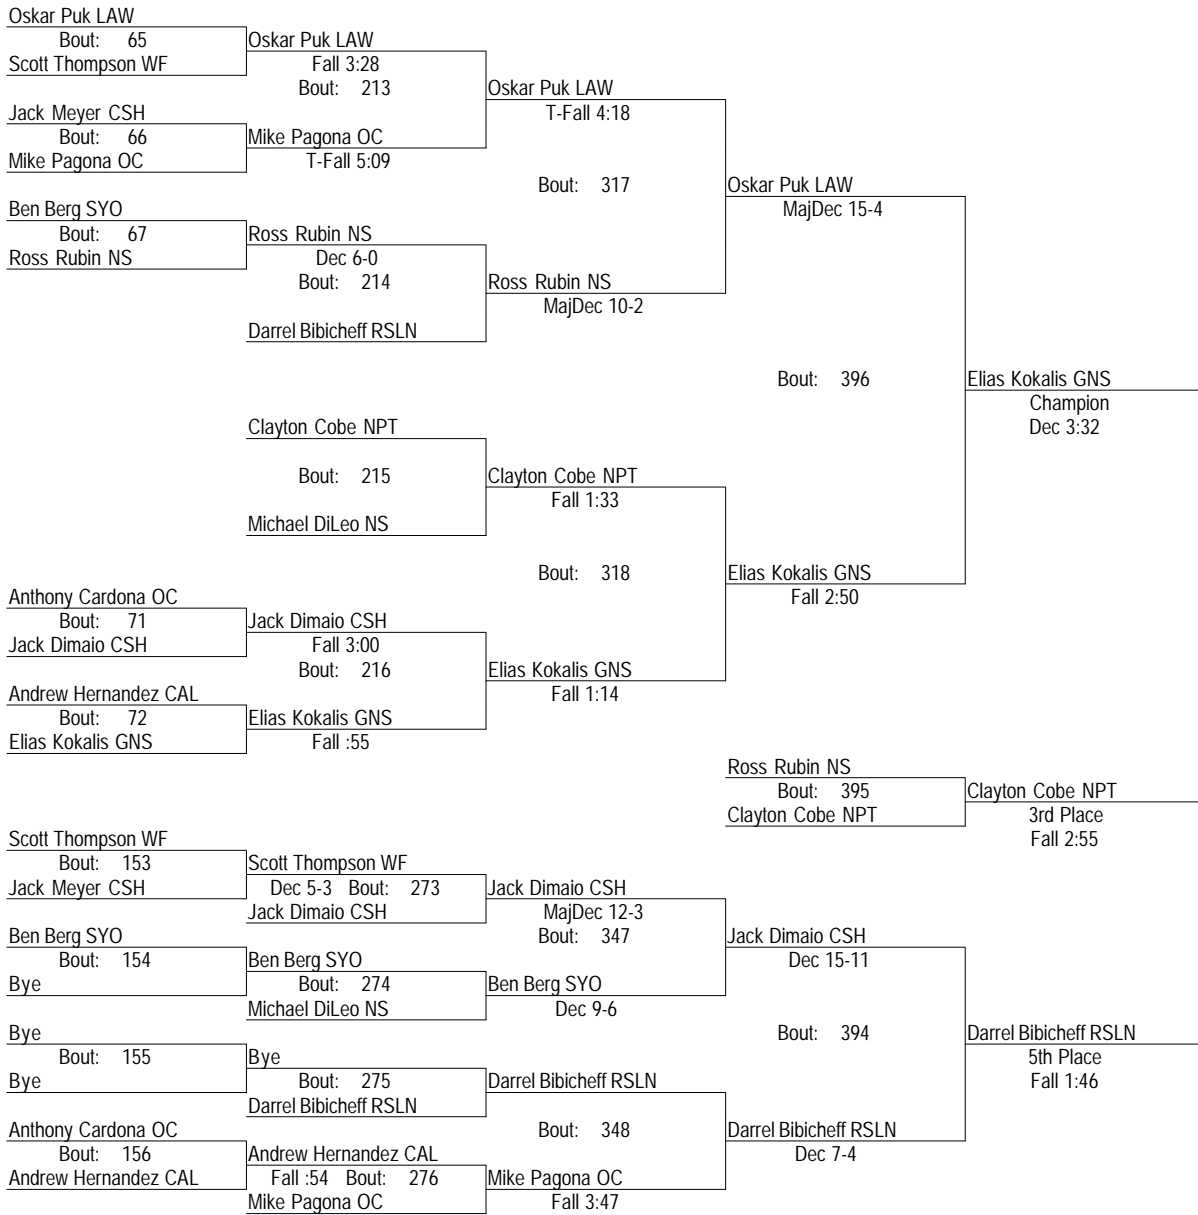 Oskar Puk LAW
Bout: 65
Oskar Puk LAW
Scott Thompson WF
Fall 3:28
Bout: 213
Oskar Puk LAW
Jack Meyer CSH
T-Fall 4:18
Bout: 66
Mike Pagona OC
Mike Pagona OC
T-Fall 5:09
Bout: 317
Oskar Puk LAW
Ben Berg SYO
MajDec 15-4
Bout: 67
Ross Rubin NS
Ross Rubin NS
Dec 6-0
Bout: 214
Ross Rubin NS
MajDec 10-2
Darrel Bibicheff RSLN
Bout: 396
Elias Kokalis GNS
Champion
Dec 3:32
Clayton Cobe NPT
Bout: 215
Clayton Cobe NPT
Fall 1:33
Michael DiLeo NS
Bout: 318
Elias Kokalis GNS
Fall 2:50
Anthony Cardona OC
Bout: 71
Jack Dimaio CSH
Jack Dimaio CSH
Fall 3:00
Bout: 216
Elias Kokalis GNS
Fall 1:14
Andrew Hernandez CAL
Bout: 72
Elias Kokalis GNS
Elias Kokalis GNS
Fall :55
Ross Rubin NS
Bout: 395
Clayton Cobe NPT
Clayton Cobe NPT
3rd Place
Fall 2:55
Scott Thompson WF
Bout: 153
Scott Thompson WF
Jack Meyer CSH
Dec 5-3 Bout: 273
Jack Dimaio CSH
Jack Dimaio CSH
MajDec 12-3
Bout: 347
Jack Dimaio CSH
Dec 15-11
Ben Berg SYO
Bout: 154
Ben Berg SYO
Bye
Bout: 274
Ben Berg SYO
Michael DiLeo NS
Dec 9-6
Bye
Bout: 155
Bye
Bye
Bout: 275
Darrel Bibicheff RSLN
Darrel Bibicheff RSLN
Bout: 394
Darrel Bibicheff RSLN
5th Place
Fall 1:46
Anthony Cardona OC
Bout: 348
Darrel Bibicheff RSLN
Dec 7-4
Bout: 156
Andrew Hernandez CAL
Andrew Hernandez CAL
Fall :54 Bout: 276
Mike Pagona OC
Mike Pagona OC
Fall 3:47